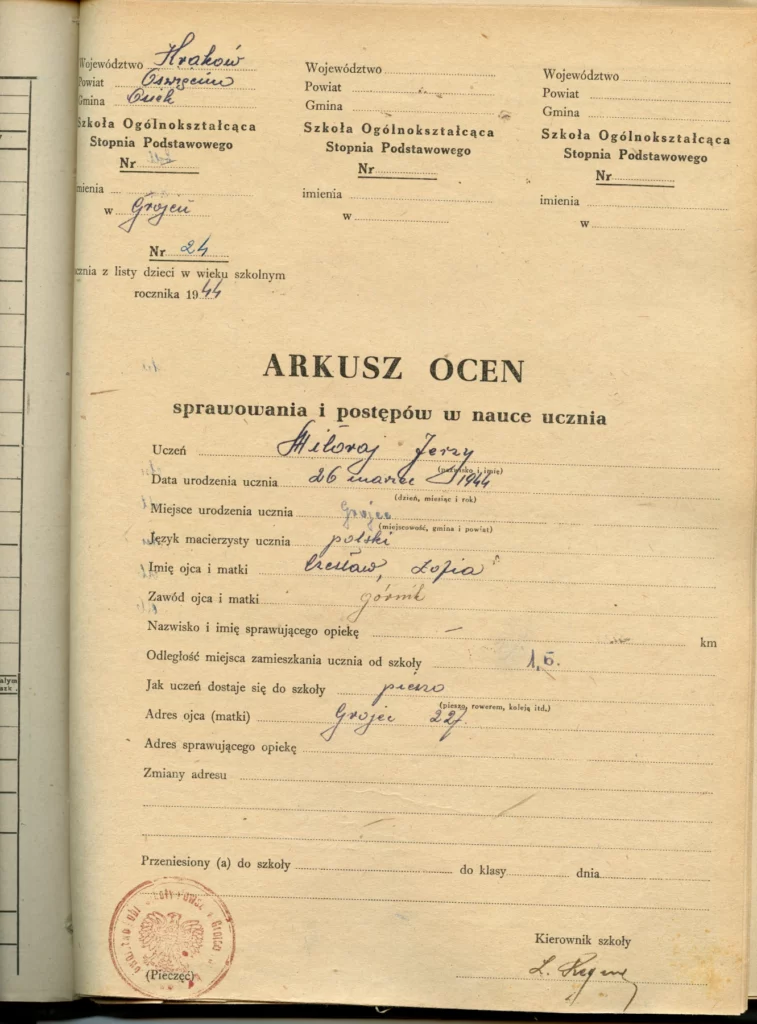 Województwo Kraków
Powiat Oświęcim
Gmina Osiek
Szkoła Ogólnokształcąca
Stopnia Podstawowego
Nr
imienia
w Grojcu
Nr 24
ucznia z listy dzieci w wieku szkolnym
rocznika 1944
Województwo
Powiat
Gmina
Szkoła Ogólnokształcąca
Stopnia Podstawowego
Nr
imienia
w
Województwo
Powiat
Gmina
Szkoła Ogólnokształcąca
Stopnia Podstawowego
Nr
imienia
w
ARKUSZ OCEN
sprawowania i postępów w nauce ucznia
Uczeń Mitoraj Jerzy
(nazwisko i imię)
Data urodzenia ucznia 26 marzec 1944
(dzień, miesiąc i rok)
Miejsce urodzenia ucznia Grojec
(miejscowość, gmina i powiat)
Język macierzysty ucznia polski
Imię ojca i matki Czesław, Zofia
Zawód ojca i matki górnik
Nazwisko i imię sprawującego opiekę —
km
Odległość miejsca zamieszkania ucznia od szkoły 1,5.
Jak uczeń dostaje się do szkoły pieszo
(pieszo, rowerem, koleją itd.)
Adres ojca (matki) Grojec 227.
Adres sprawującego opiekę
Zmiany adresu
Przeniesiony (a) do szkoły do klasy dnia
Kierownik szkoły
(Pieczęć)